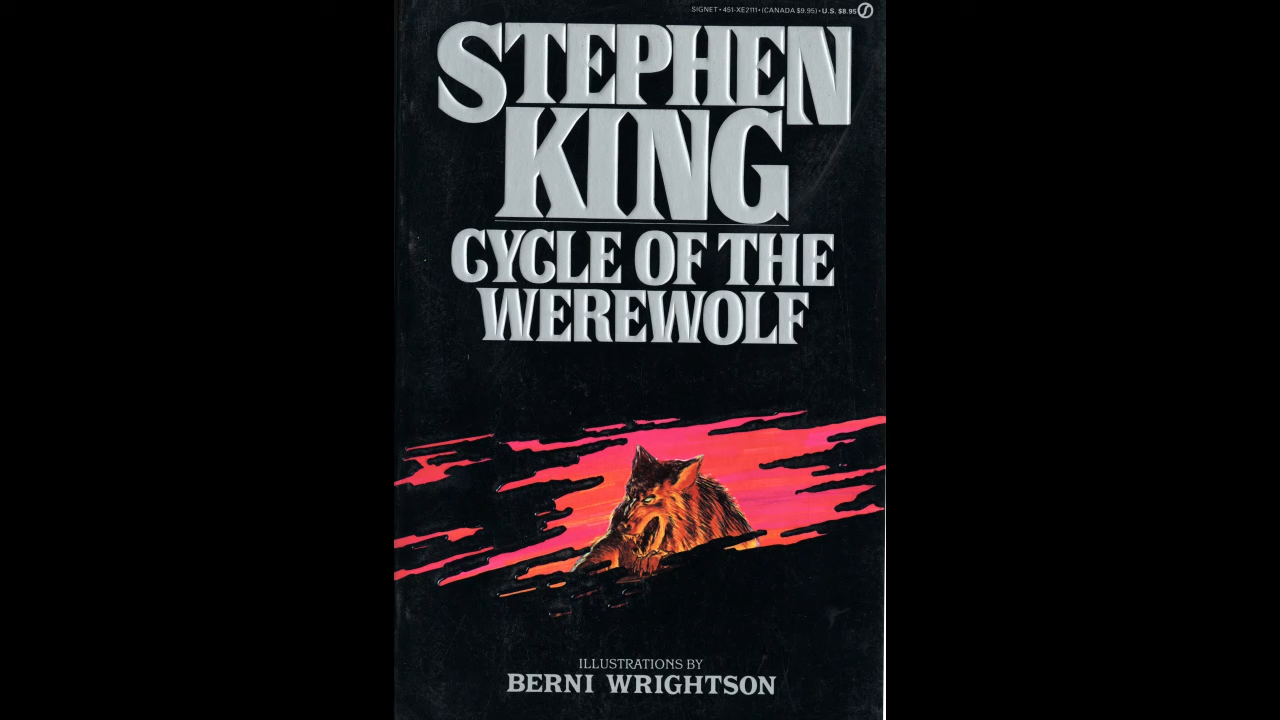 SIGNET • 451-XE2111 • (CANADA $9.95) • U.S. $8.95
STEPHEN
KING
CYCLE OF THE
WEREWOLF
ILLUSTRATIONS BY
BERNI WRIGHTSON